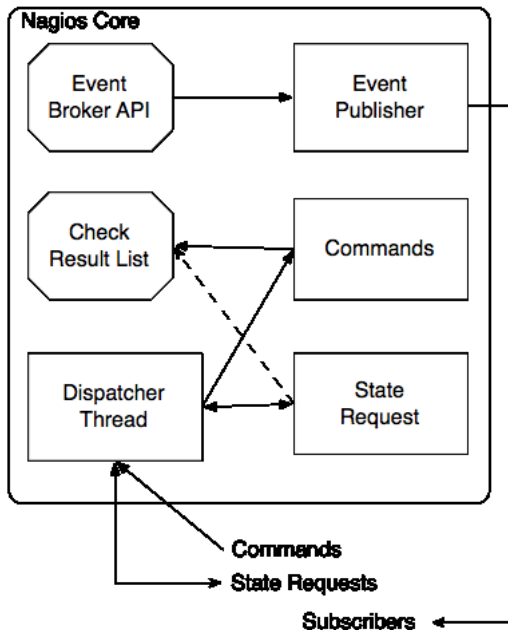 Nagios Core
Event
Broker API
Event
Publisher
Check
Result List
Commands
Dispatcher
Thread
State
Request
Commands
State Requests
Subscribers